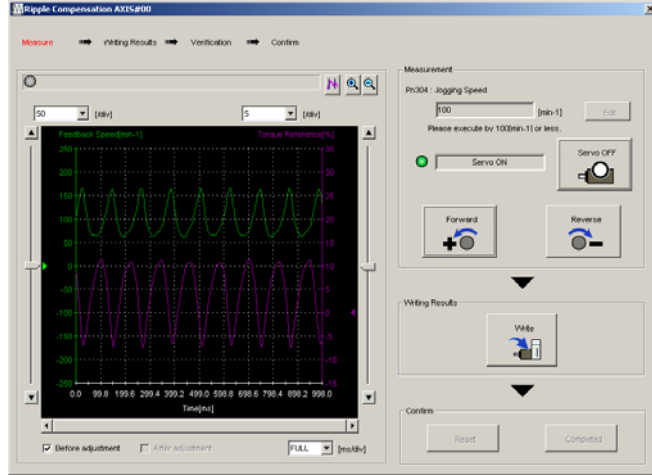 Ripple Compensation AXIS#00
Measure Writing Results Verification Confirm
50 [/div] 5 [/div]
Feedback Speed[min-1] Torque Reference[%]
250 35
200 30
150 25
100 20
50 15
0 10
-50 5
-100 0
-150 -5
-200 -10
-250 -15
0.0 99.8 199.6 299.4 399.2 499.0 598.8 698.6 798.4 898.2 998.0
Time[ms]
Before adjustment After adjustment FULL [ms/div]
Measurement
Pn304 : Jogging Speed
100 [min-1] Edit
Please execute by 100[min-1] or less.
Servo ON Servo OFF
Forward Reverse
Writing Results
Write
Confirm
Reset Completed